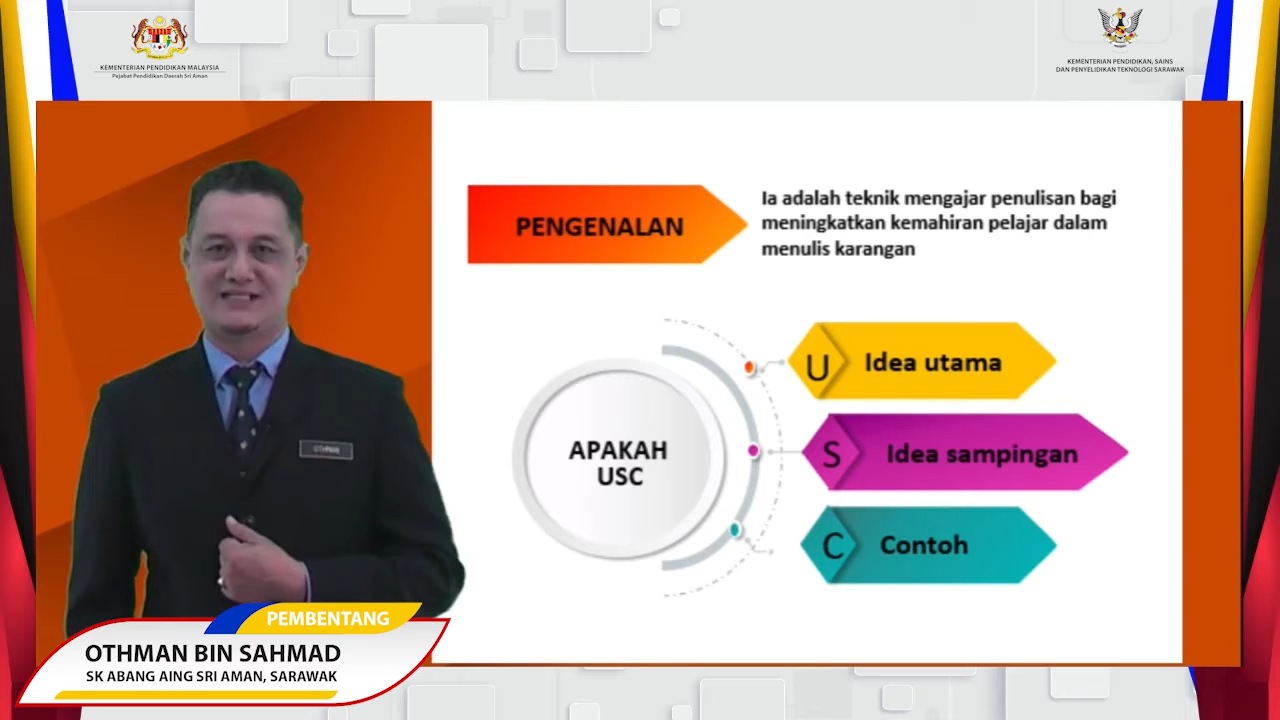 KEMENTERIAN PENDIDIKAN MALAYSIA
Pejabat Pendidikan Daerah Sri Aman
KEMENTERIAN PENDIDIKAN, SAINS
DAN PENYELIDIKAN TEKNOLOGI SARAWAK
PENGENALAN
Ia adalah teknik mengajar penulisan bagi
meningkatkan kemahiran pelajar dalam
menulis karangan
APAKAH
USC
U
Idea utama
S
Idea sampingan
C
Contoh
OTHMAN
PEMBENTANG
OTHMAN BIN SAHMAD
SK ABANG AING SRI AMAN, SARAWAK